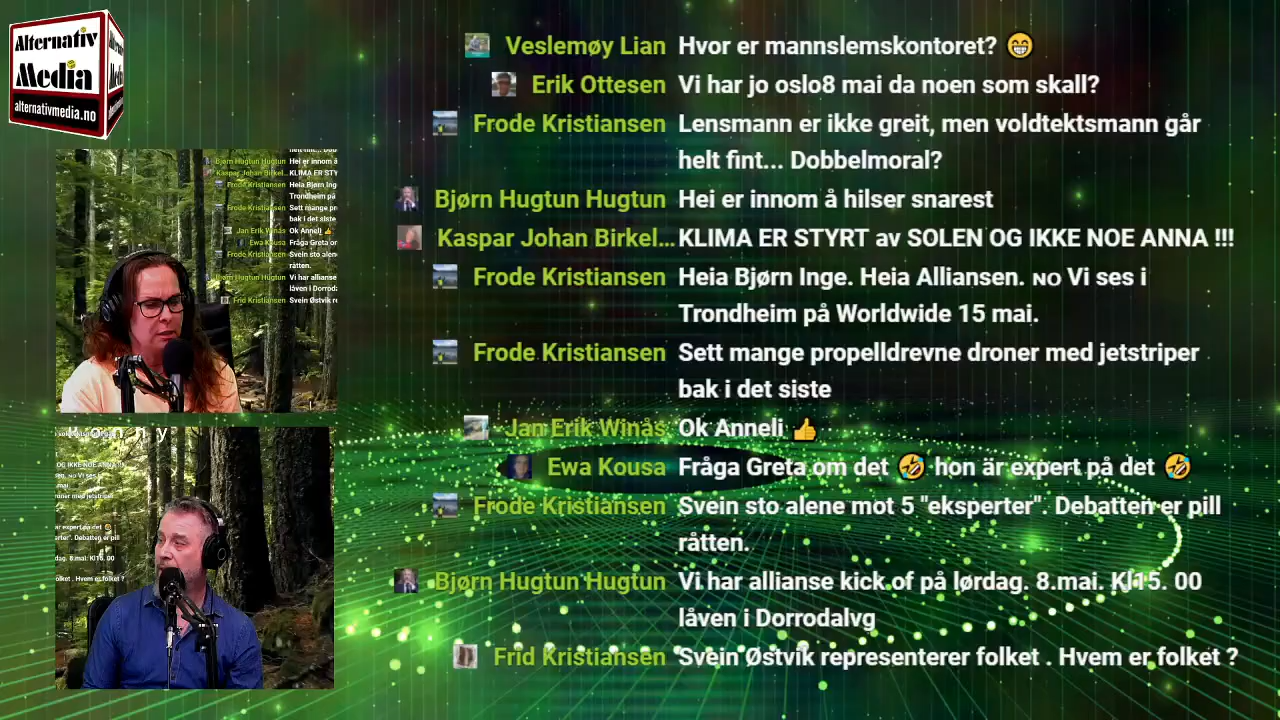 Alternativ
Media
alternativmedia.no
Veslemøy Lian Hvor er mannslemskontoret? 😁
Erik Ottesen Vi har jo oslo8 mai da noen som skall?
Frode Kristiansen Lensmann er ikke greit, men voldtektsmann går
helt fint... Dobbelmoral?
Bjørn Hugtun Hugtun Hei er innom å hilser snarest
Kaspar Johan Birkel... KLIMA ER STYRT av SOLEN OG IKKE NOE ANNA !!!
Frode Kristiansen Heia Bjørn Inge. Heia Alliansen. NO Vi ses i
Trondheim på Worldwide 15 mai.
Frode Kristiansen Sett mange propelldrevne droner med jetstriper
bak i det siste
Jan Erik Winås Ok Anneli 👍
Ewa Kousa Fråga Greta om det 🤣 hon är expert på det 🤣
Frode Kristiansen Svein sto alene mot 5 "eksperter". Debatten er pill
råtten.
Bjørn Hugtun Hugtun Vi har allianse kick of på lørdag. 8.mai. Kl15. 00
låven i Dorrodalvg
Frid Kristiansen Svein Østvik representerer folket . Hvem er folket ?